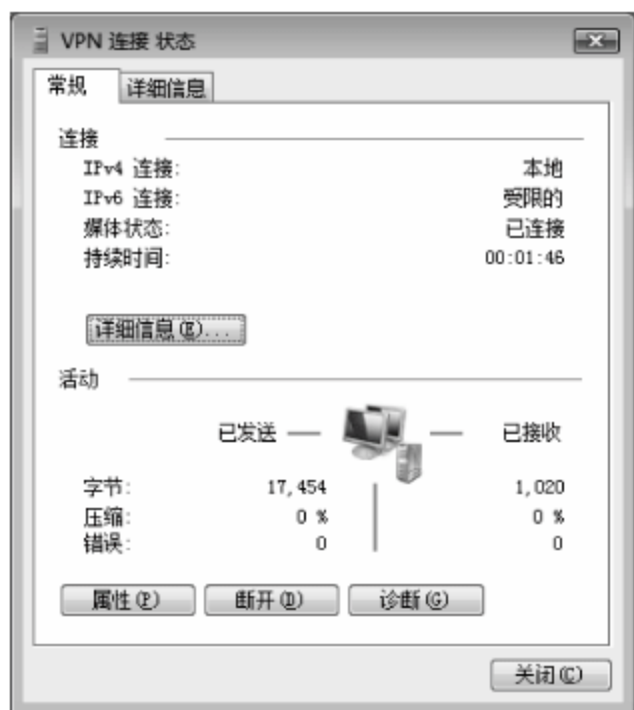 VPN 连接 状态
常规 详细信息
连接
IPv4 连接: 本地
IPv6 连接: 受限的
媒体状态: 已连接
持续时间: 00:01:46
详细信息(E)...
活动
已发送 — — 已接收
字节: 17,454 1,020
压缩: 0 % 0 %
错误: 0 0
属性(P) 断开(D) 诊断(G)
关闭(C)